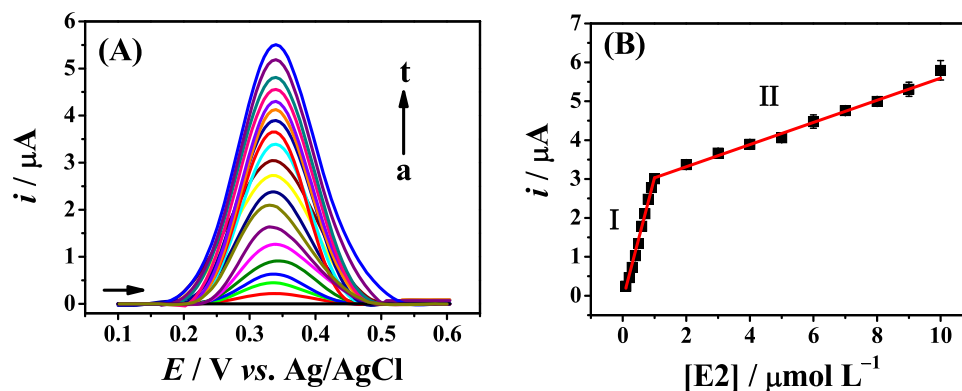 (A)
t
a
i / μA
6
5
4
3
2
1
0
0.1 0.2 0.3 0.4 0.5 0.6
E / V vs. Ag/AgCl
(B)
II
I
i / μA
7
6
5
4
3
2
1
0
0 2 4 6 8 10
[E2] / μmol L⁻¹